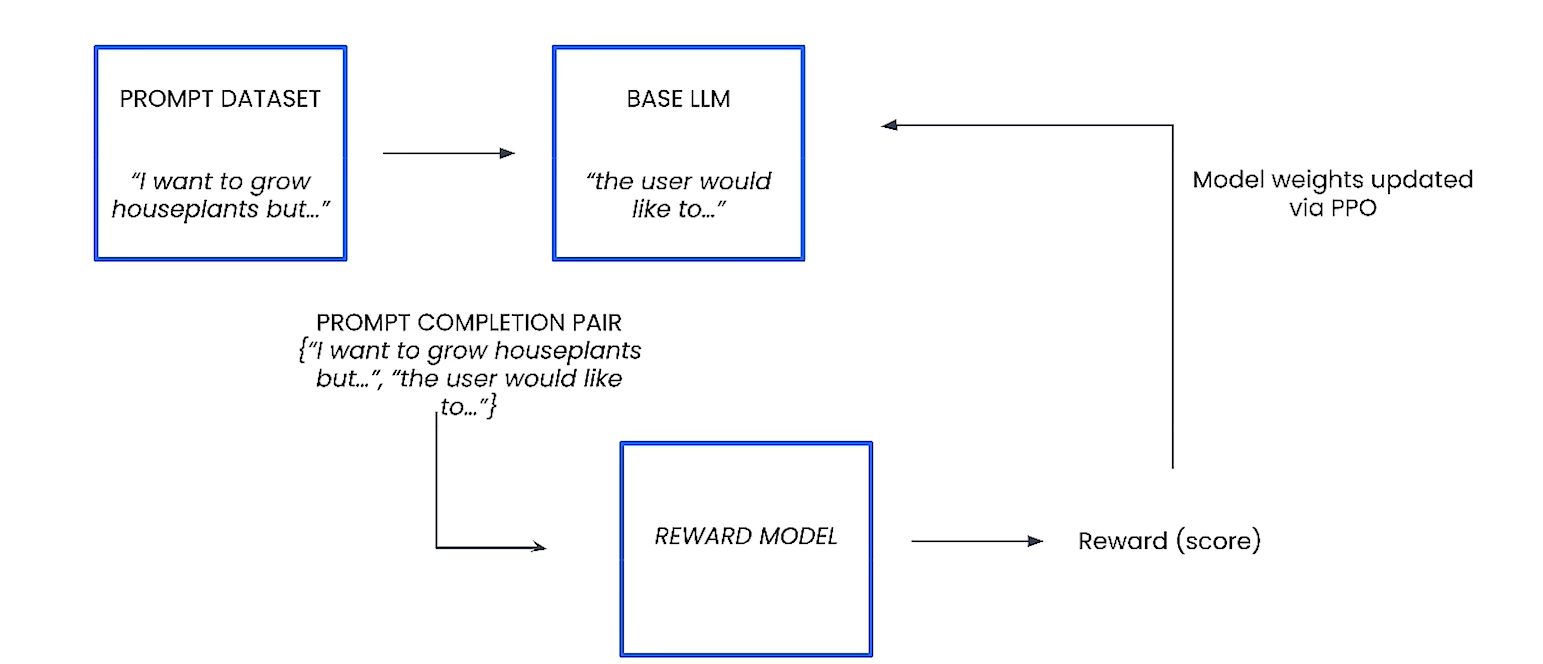 PROMPT DATASET
“I want to grow
houseplants but...”
BASE LLM
“the user would
like to...”
Model weights updated
via PPO
PROMPT COMPLETION PAIR
{“I want to grow houseplants
but...”, “the user would like
to...”}
REWARD MODEL
Reward (score)